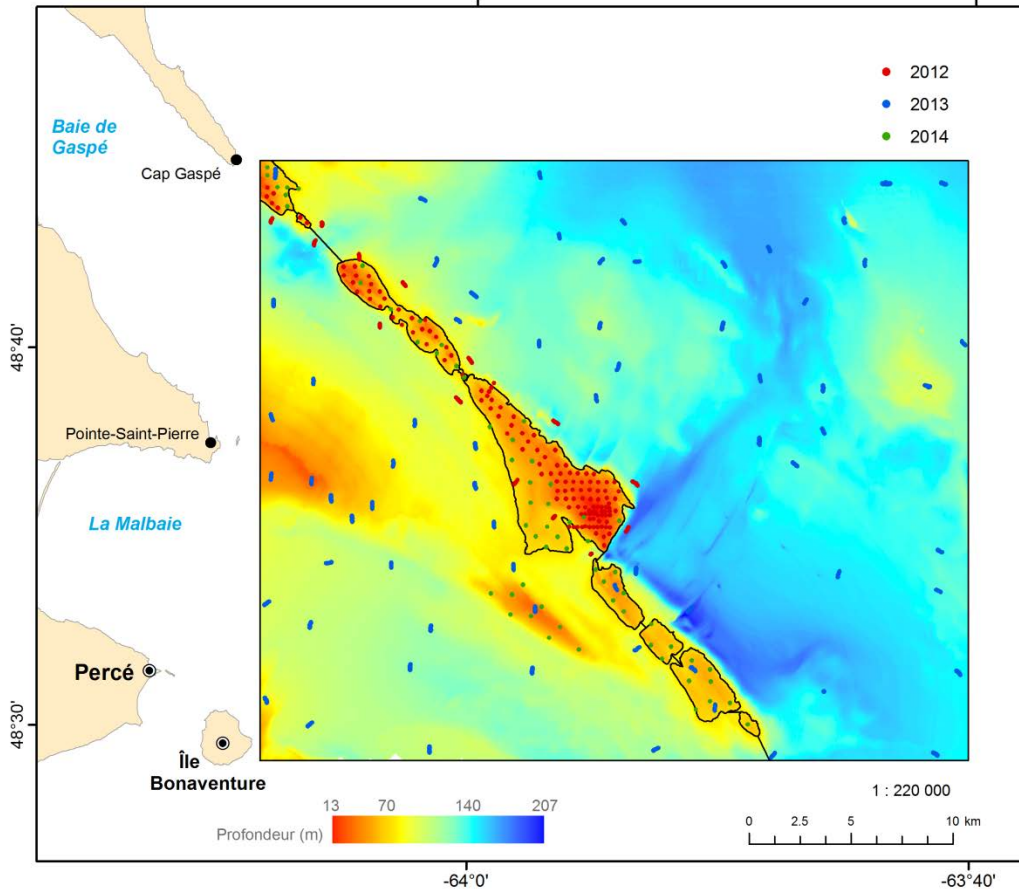 2012
2013
2014
Baie de
Gaspé
Cap Gaspé
48°40'
Pointe-Saint-Pierre
La Malbaie
Percé
48°30'
Île
Bonaventure
1 : 220 000
13 70 140 207
Profondeur (m)
0 2.5 5 10 km
-64°0' -63°40'